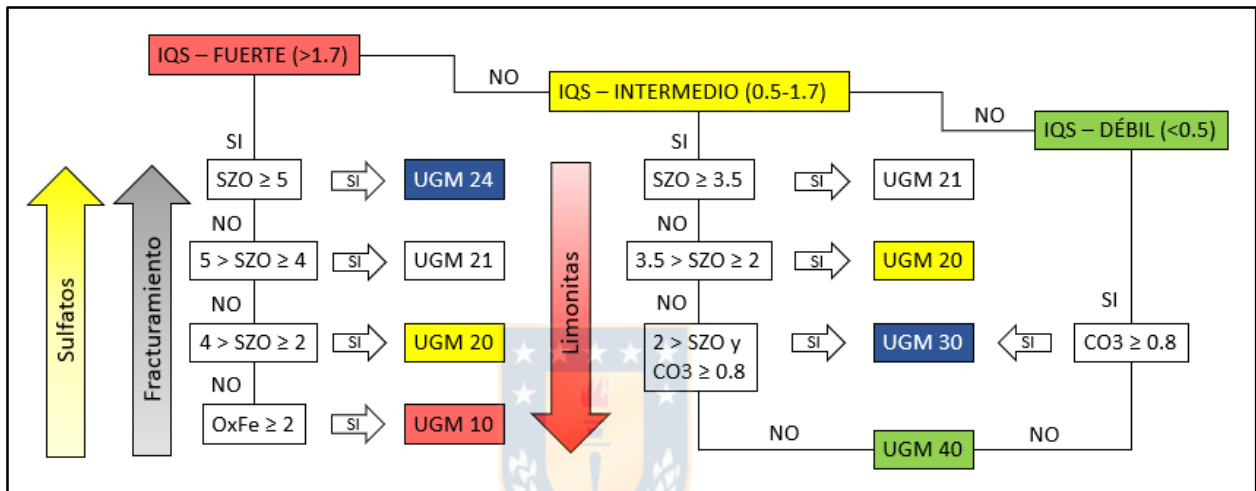 IQS – FUERTE (>1.7)
NO
IQS – INTERMEDIO (0.5-1.7)
NO
IQS – DÉBIL (<0.5)
SI
SI
SZO ≥ 5
SI
UGM 24
SZO ≥ 3.5
SI
UGM 21
NO
NO
5 > SZO ≥ 4
SI
UGM 21
3.5 > SZO ≥ 2
SI
UGM 20
Sulfatos
Fracturamiento
Limonitas
NO
NO
SI
4 > SZO ≥ 2
SI
UGM 20
2 > SZO y
CO3 ≥ 0.8
SI
UGM 30
SI
CO3 ≥ 0.8
NO
OxFe ≥ 2
SI
UGM 10
NO
UGM 40
NO